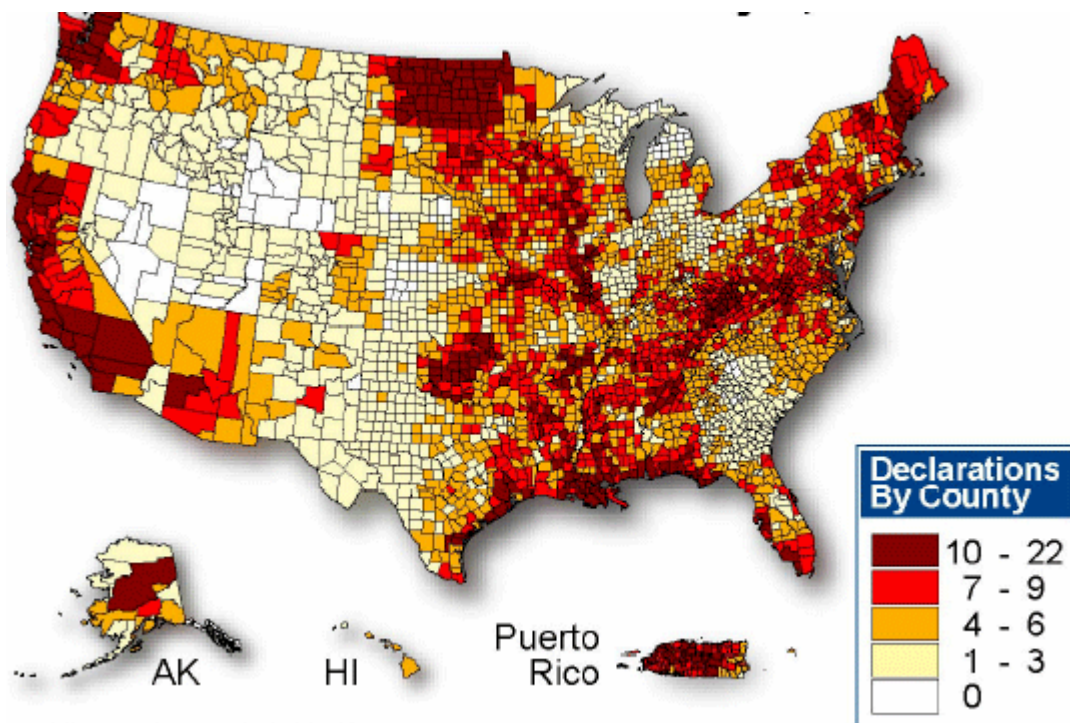 Declarations
By County
10 - 22
7 - 9
4 - 6
1 - 3
0
AK
HI
Puerto
Rico